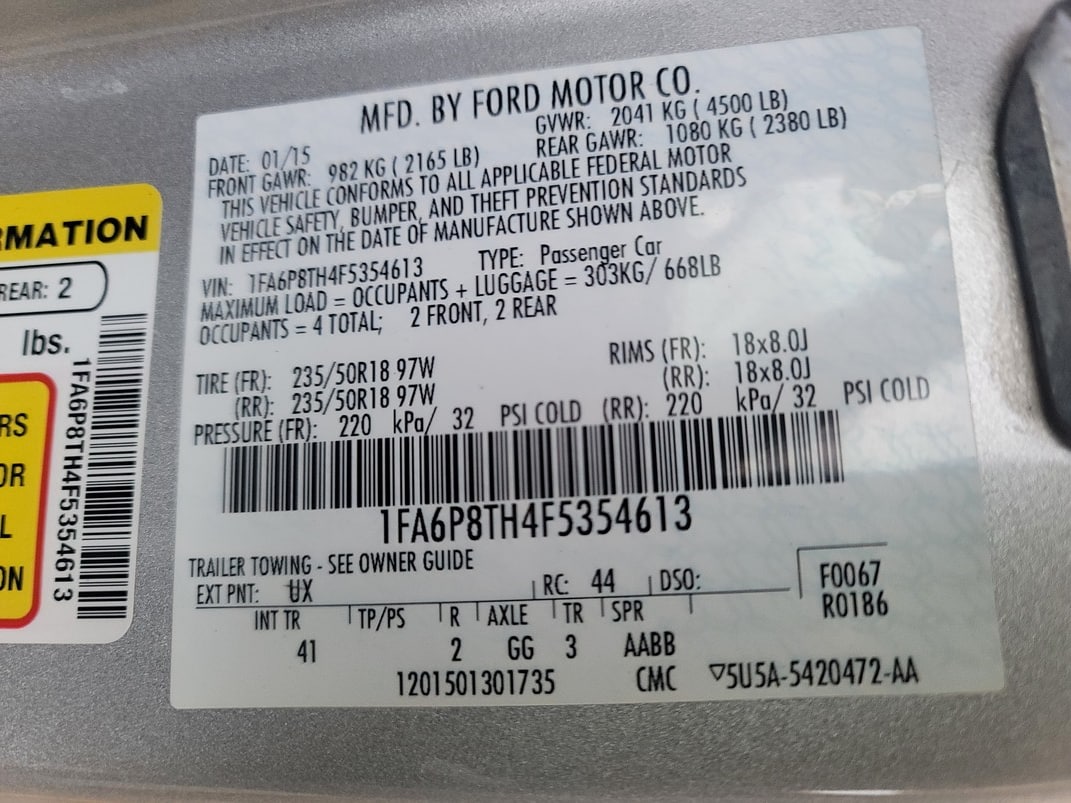 MFD. BY FORD MOTOR CO.
DATE: 01/15 GVWR: 2041 KG ( 4500 LB)
FRONT GAWR: 982 KG ( 2165 LB) REAR GAWR: 1080 KG ( 2380 LB)
THIS VEHICLE CONFORMS TO ALL APPLICABLE FEDERAL MOTOR
VEHICLE SAFETY, BUMPER, AND THEFT PREVENTION STANDARDS
IN EFFECT ON THE DATE OF MANUFACTURE SHOWN ABOVE.
VIN: 1FA6P8TH4F5354613 TYPE: Passenger Car
MAXIMUM LOAD = OCCUPANTS + LUGGAGE = 303KG/ 668LB
OCCUPANTS = 4 TOTAL; 2 FRONT, 2 REAR
TIRE (FR): 235/50R18 97W RIMS (FR): 18x8.0J
(RR): 235/50R18 97W (RR): 18x8.0J
PRESSURE (FR): 220 kPa/ 32 PSI COLD (RR): 220 kPa/ 32 PSI COLD
1FA6P8TH4F5354613
TRAILER TOWING - SEE OWNER GUIDE
EXT PNT: UX RC: 44 DSO: F0067
R0186
INT TR TP/PS R AXLE TR SPR
41 2 GG 3 AABB
1201501301735 CMC ▽5U5A-5420472-AA
RMATION
REAR: 2
lbs.
1FA6P8TH4F5354613
RS
OR
L
ON